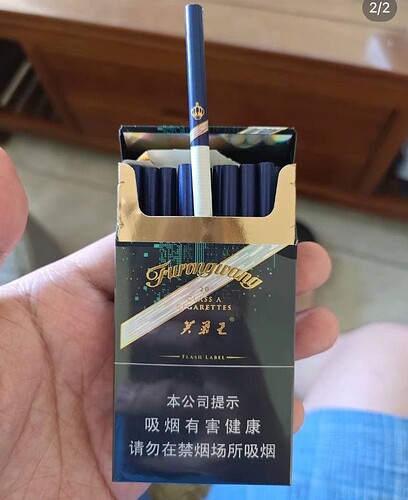 2/2
Furongwang
20
CLASS A
CIGARETTES
芙蓉王®
FLASH LABEL
本公司提示
吸烟有害健康
请勿在禁烟场所吸烟